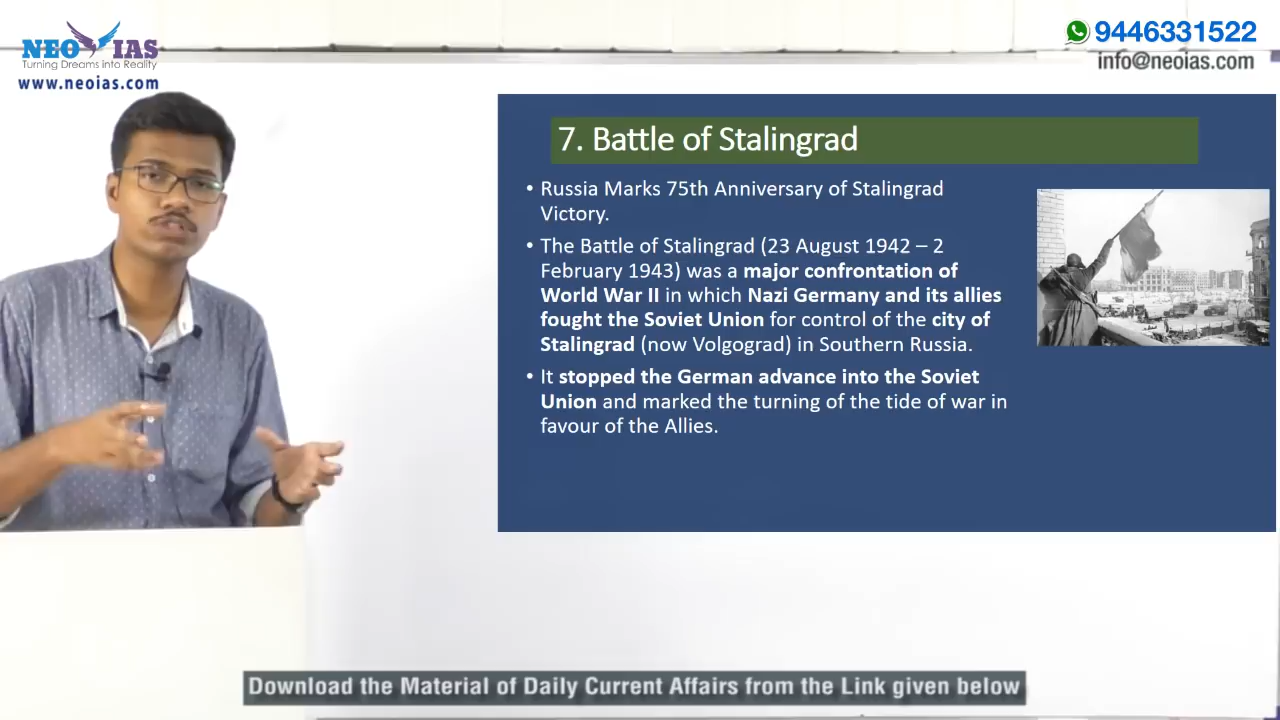 NEO IAS
Turning Dreams into Reality
www.neoias.com
9446331522
info@neoias.com
7. Battle of Stalingrad
• Russia Marks 75th Anniversary of Stalingrad
Victory.
• The Battle of Stalingrad (23 August 1942 – 2
February 1943) was a major confrontation of
World War II in which Nazi Germany and its allies
fought the Soviet Union for control of the city of
Stalingrad (now Volgograd) in Southern Russia.
• It stopped the German advance into the Soviet
Union and marked the turning of the tide of war in
favour of the Allies.
Download the Material of Daily Current Affairs from the Link given below